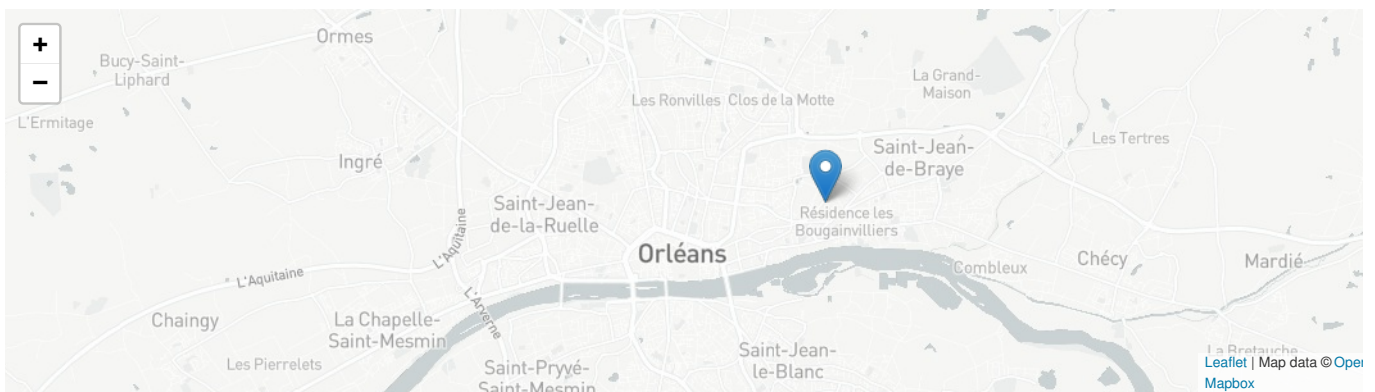 +
−
Ormes
Bucy-Saint-
Liphard
L'Ermitage
Ingré
Les Ronvilles
Clos de la Motte
La Grand-
Maison
Les Tertres
Saint-Jean-
de-Braye
Saint-Jean-
de-la-Ruelle
Résidence les
Bougainvilliers
Orléans
L'Aquitaine
L'Aquitaine
Combleux
Chécy
Mardié
Chaingy
La Chapelle-
Saint-Mesmin
L'Arverne
Les Pierrelets
Saint-Pryvé-
Saint-Mesmin
Saint-Jean-
le-Blanc
La Bretauche
Leaflet | Map data © Oper
Mapbox